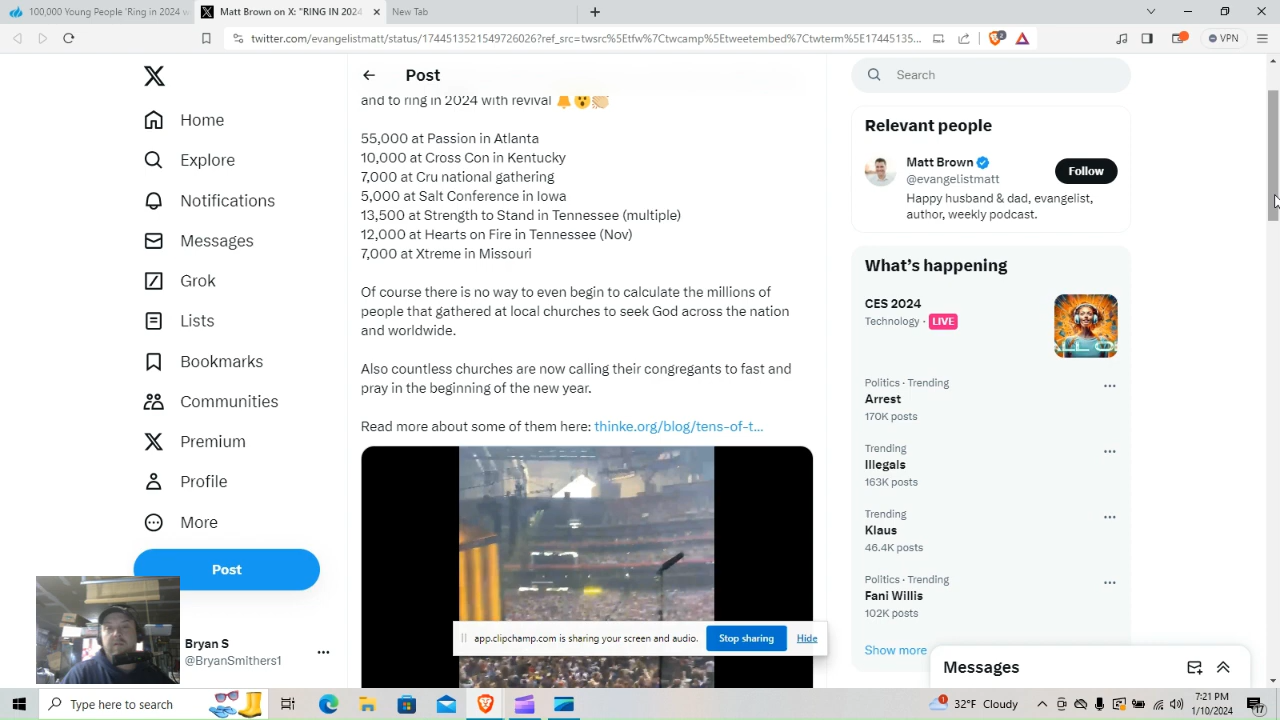 100,000 Young People 'Ring in 2024 w
Matt Brown on X: "RING IN 2024
New Tab
twitter.com/evangelistmatt/status/1744513521549726026?ref_src=twsrc%5Etfw%7Ctwcamp%5Etweetembed%7Ctwterm%5E17445135...
VPN
Home
Explore
Notifications
Messages
Grok
Lists
Bookmarks
Communities
Premium
Profile
More
Post
Bryan S
@BryanSmithers1
Post
and to ring in 2024 with revival 🔔😮👏🏼
55,000 at Passion in Atlanta
10,000 at Cross Con in Kentucky
7,000 at Cru national gathering
5,000 at Salt Conference in Iowa
13,500 at Strength to Stand in Tennessee (multiple)
12,000 at Hearts on Fire in Tennessee (Nov)
7,000 at Xtreme in Missouri
Of course there is no way to even begin to calculate the millions of
people that gathered at local churches to seek God across the nation
and worldwide.
Also countless churches are now calling their congregants to fast and
pray in the beginning of the new year.
Read more about some of them here: thinke.org/blog/tens-of-t...
app.clipchamp.com is sharing your screen and audio.
Stop sharing
Hide
Search
Relevant people
Matt Brown
@evangelistmatt
Follow
Happy husband & dad, evangelist,
author, weekly podcast.
What's happening
CES 2024
Technology · LIVE
Politics · Trending
Arrest
170K posts
Trending
Illegals
163K posts
Trending
Klaus
46.4K posts
Politics · Trending
Fani Willis
102K posts
Show more
Messages
Type here to search
32°F Cloudy
7:21 PM
1/10/2024